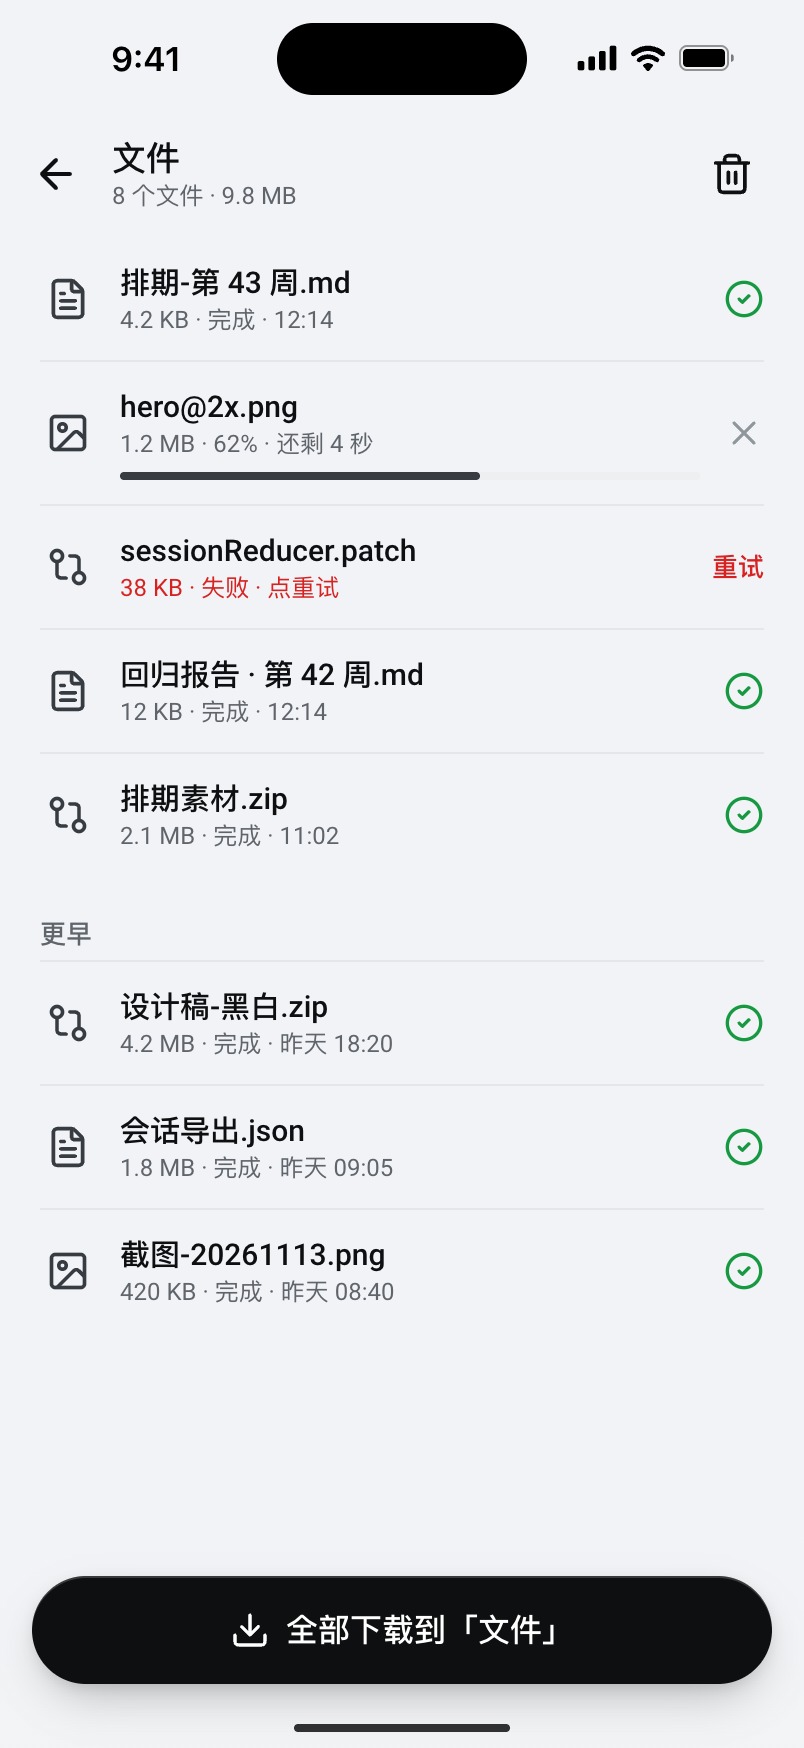 9:41
文件
8 个文件 · 9.8 MB
排期-第 43 周.md
4.2 KB · 完成 · 12:14
hero@2x.png
1.2 MB · 62% · 还剩 4 秒
sessionReducer.patch
38 KB · 失败 · 点重试
重试
回归报告 · 第 42 周.md
12 KB · 完成 · 12:14
排期素材.zip
2.1 MB · 完成 · 11:02
更早
设计稿-黑白.zip
4.2 MB · 完成 · 昨天 18:20
会话导出.json
1.8 MB · 完成 · 昨天 09:05
截图-20261113.png
420 KB · 完成 · 昨天 08:40
全部下载到「文件」